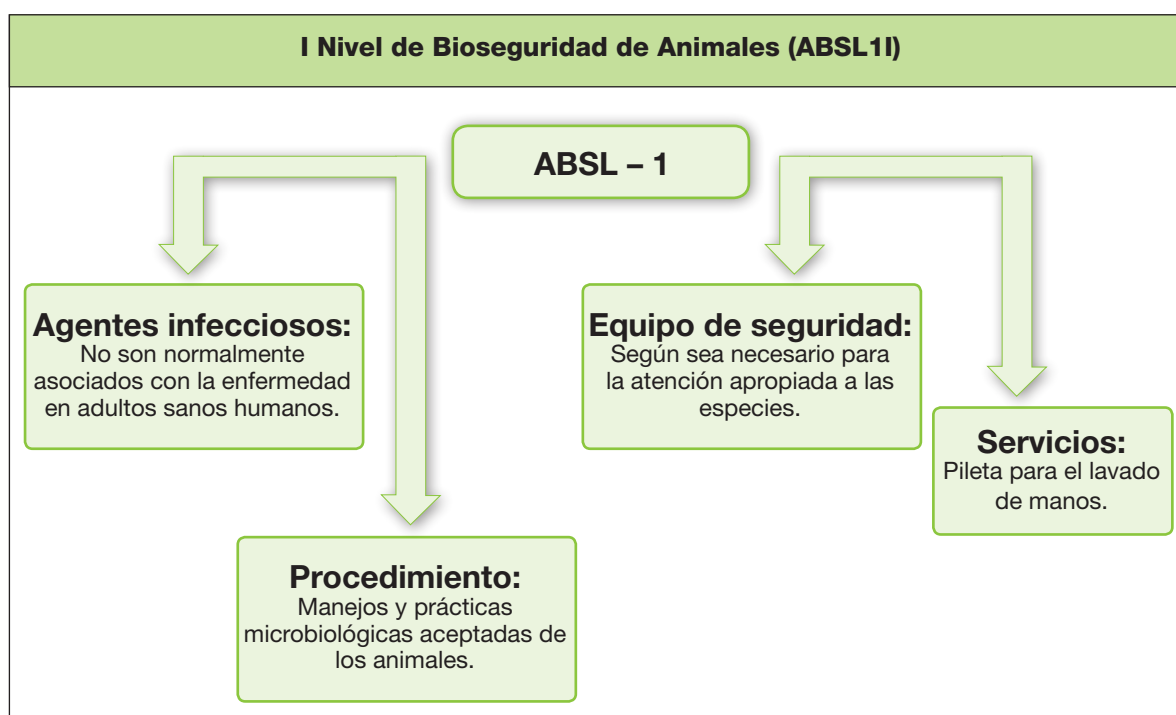 I Nivel de Bioseguridad de Animales (ABSL1I)
ABSL – 1
Agentes infecciosos:
No son normalmente
asociados con la enfermedad
en adultos sanos humanos.
Procedimiento:
Manejos y prácticas
microbiológicas aceptadas de
los animales.
Equipo de seguridad:
Según sea necesario para
la atención apropiada a las
especies.
Servicios:
Pileta para el lavado
de manos.